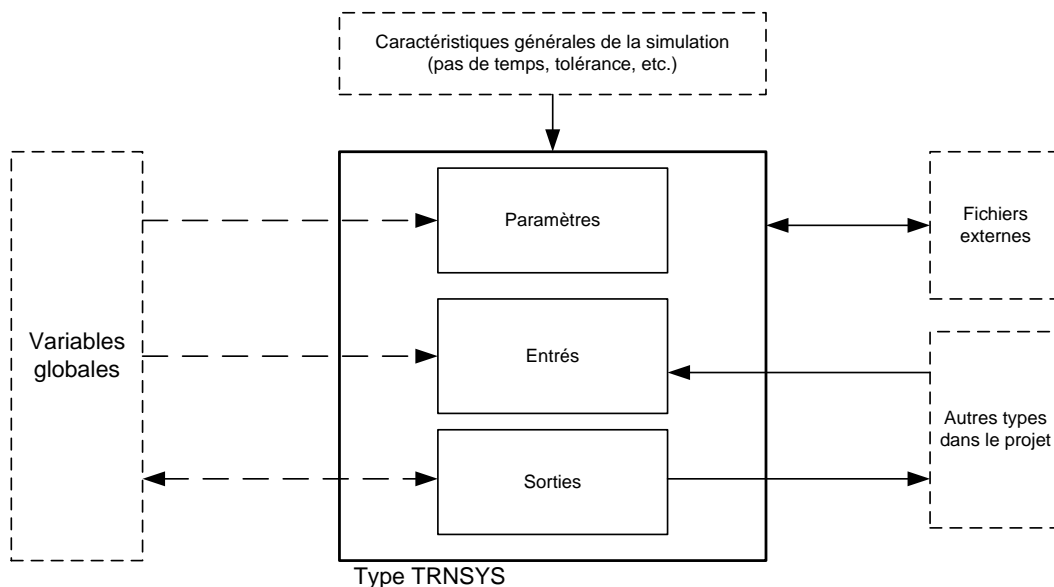 Caractéristiques générales de la simulation
(pas de temps, tolérance, etc.)
Paramètres
Fichiers
externes
Variables
globales
Entrés
Autres types
dans le projet
Sorties
Type TRNSYS